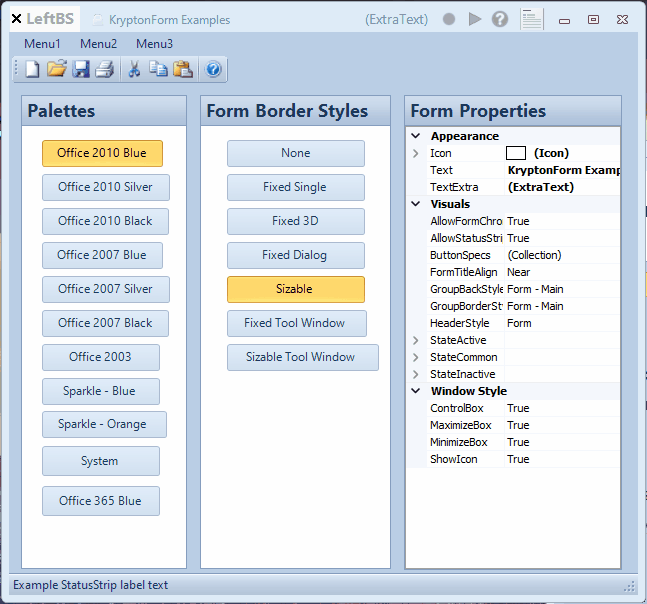 LeftBS KryptonForm Examples (ExtraText)
Menu1 Menu2 Menu3
Palettes
Office 2010 Blue
Office 2010 Silver
Office 2010 Black
Office 2007 Blue
Office 2007 Silver
Office 2007 Black
Office 2003
Sparkle - Blue
Sparkle - Orange
System
Office 365 Blue
Form Border Styles
None
Fixed Single
Fixed 3D
Fixed Dialog
Sizable
Fixed Tool Window
Sizable Tool Window
Form Properties
Appearance
Icon (Icon)
Text KryptonForm Examp
TextExtra (ExtraText)
Visuals
AllowFormChro True
AllowStatusStri True
ButtonSpecs (Collection)
FormTitleAlign Near
GroupBackStyle Form - Main
GroupBorderSt Form - Main
HeaderStyle Form
StateActive
StateCommon
StateInactive
Window Style
ControlBox True
MaximizeBox True
MinimizeBox True
ShowIcon True
Example StatusStrip label text